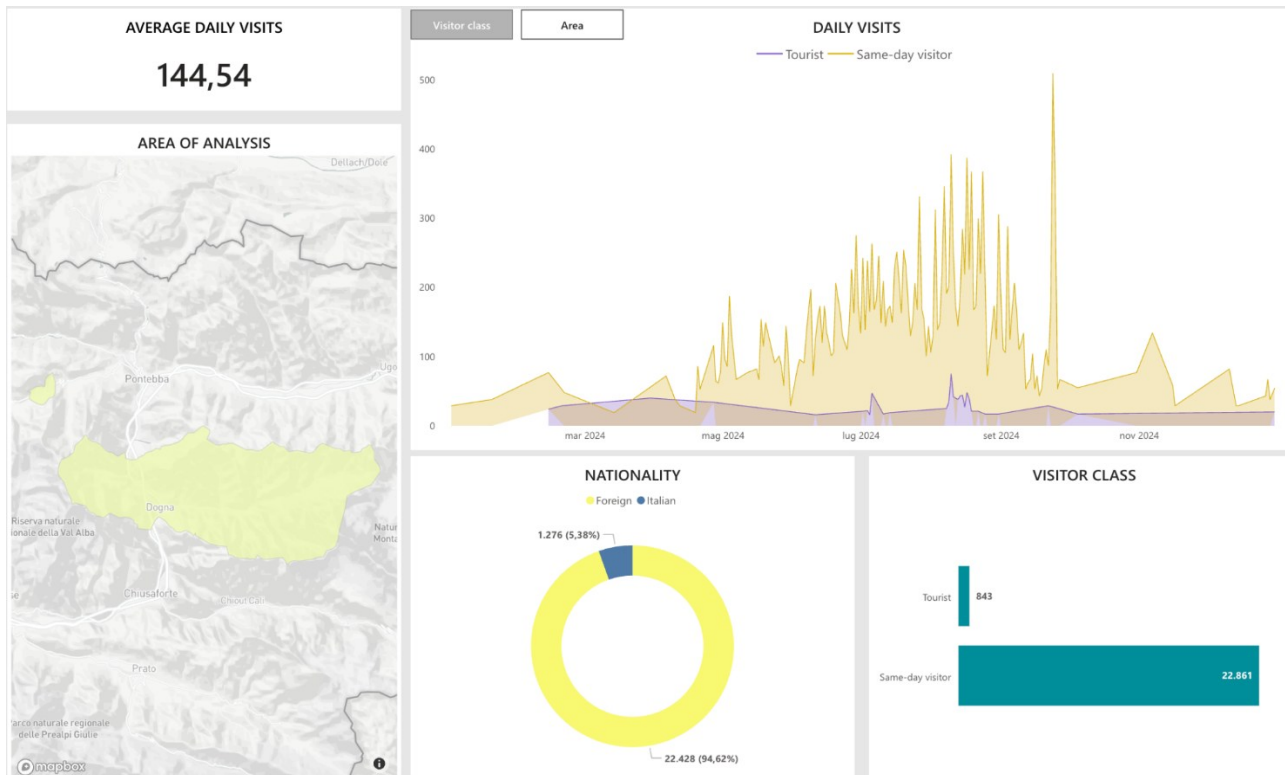 AVERAGE DAILY VISITS
144,54
AREA OF ANALYSIS
Dellach/Dole
Pontebba
Ugo
Dogna
Riserva naturale
ionale della Val Alba
Natur
Monta
se
Chiusaforte
Chiout Cali
Prato
Parco naturale regionale
delle Prealpi Giulie
mapbox
Visitor class
Area
DAILY VISITS
Tourist
Same-day visitor
500
400
300
200
100
0
mar 2024
mag 2024
lug 2024
set 2024
nov 2024
NATIONALITY
Foreign
Italian
1.276 (5,38%)
22.428 (94,62%)
VISITOR CLASS
Tourist
843
Same-day visitor
22.861